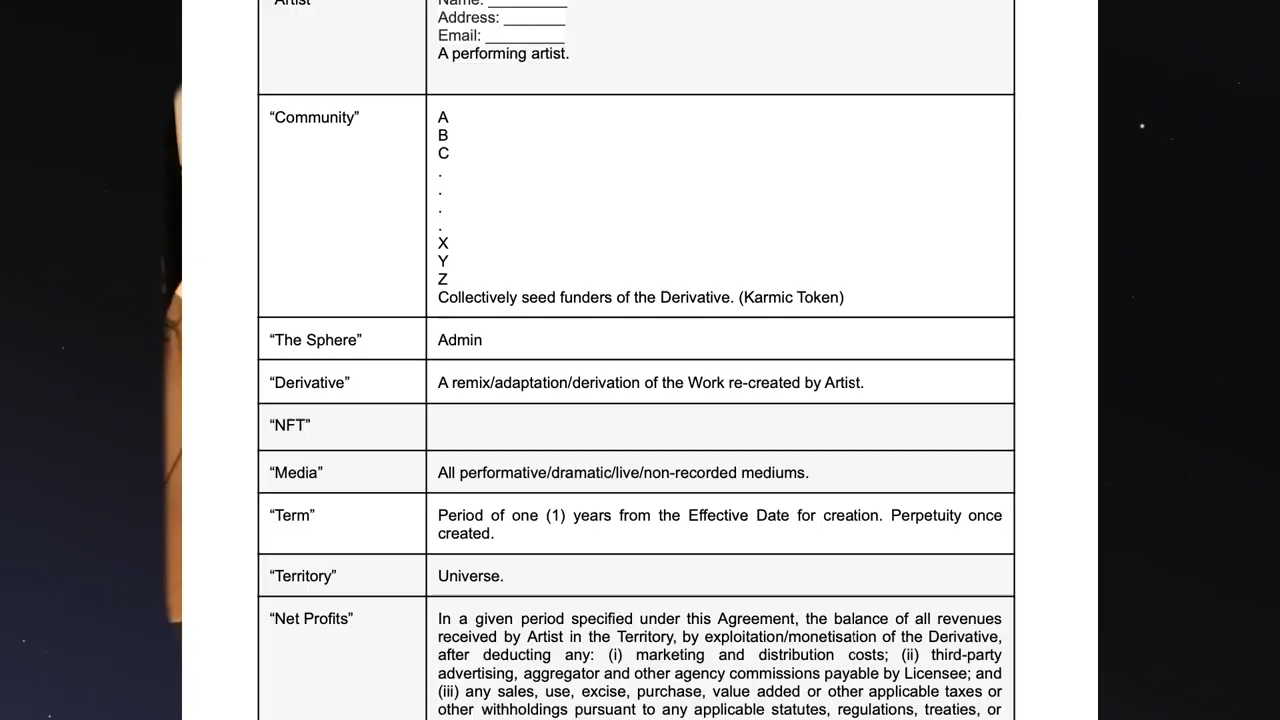 “Artist”
Name: _________
Address: _______
Email: _________
A performing artist.
“Community”
A
B
C
.
.
.
.
X
Y
Z
Collectively seed funders of the Derivative. (Karmic Token)
“The Sphere”
Admin
“Derivative”
A remix/adaptation/derivation of the Work re-created by Artist.
“NFT”
“Media”
All performative/dramatic/live/non-recorded mediums.
“Term”
Period of one (1) years from the Effective Date for creation. Perpetuity once
created.
“Territory”
Universe.
“Net Profits”
In a given period specified under this Agreement, the balance of all revenues
received by Artist in the Territory, by exploitation/monetisation of the Derivative,
after deducting any: (i) marketing and distribution costs; (ii) third-party
advertising, aggregator and other agency commissions payable by Licensee; and
(iii) any sales, use, excise, purchase, value added or other applicable taxes or
other withholdings pursuant to any applicable statutes, regulations, treaties, or